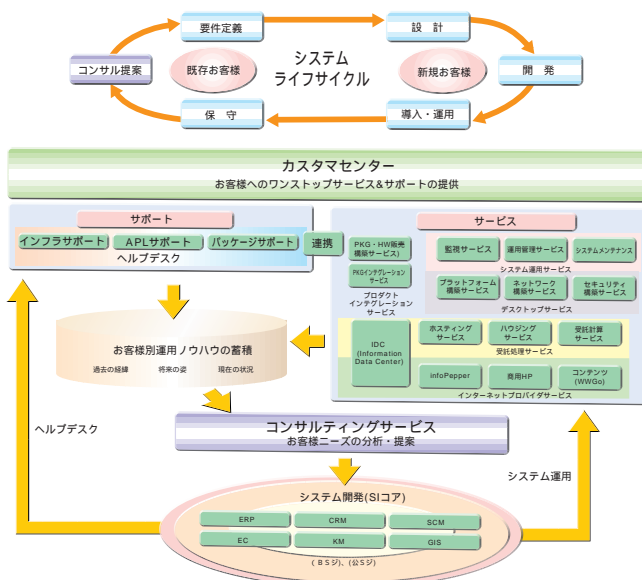 要件定義
設 計
システム
ライフサイクル
コンサル提案
既存お客様
新規お客様
開 発
保 守
導入・運用
カスタマセンター
お客様へのワンストップサービス&サポートの提供
サポート
インフラサポート
APLサポート
パッケージサポート
ヘルプデスク
連携
サービス
PKG・HW販売
構築サービス)
PKGインテグレーション
サービス
プロダクト
インテグレーション
サービス
監視サービス
運用管理サービス
システムメンテナンス
システム運用サービス
プラットフォーム
構築サービス
ネットワーク
構築サービス
セキュリティ
構築サービス
デスクトップサービス
IDC
(Information
Data Center)
ホスティング
サービス
ハウジング
サービス
受託計算
サービス
受託処理サービス
infoPepper
商用HP
コンテンツ
(WWGo)
インターネットプロバイダサービス
お客様別運用ノウハウの蓄積
過去の経緯 将来の姿 現在の状況
コンサルティングサービス
お客様ニーズの分析・提案
ヘルプデスク
システム運用
システム開発(SIコア)
ERP
CRM
SCM
EC
KM
GIS
(BSジ)、(公Sジ)